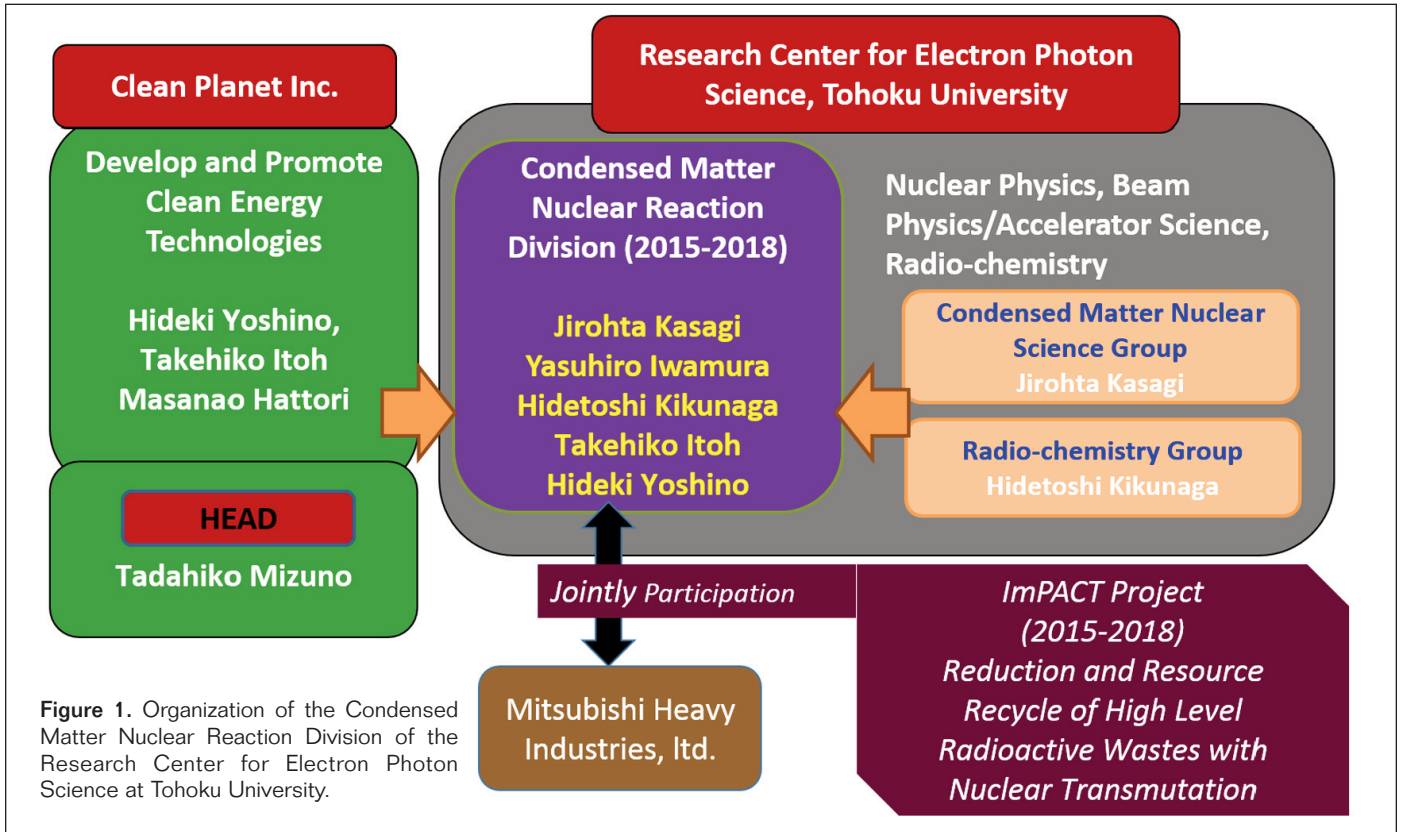 Clean Planet Inc.
Develop and Promote
Clean Energy
Technologies
Hideki Yoshino,
Takehiko Itoh
Masanao Hattori
HEAD
Tadahiko Mizuno
Research Center for Electron Photon
Science, Tohoku University
Condensed Matter
Nuclear Reaction
Division (2015-2018)
Jirohta Kasagi
Yasuhiro Iwamura
Hidetoshi Kikunaga
Takehiko Itoh
Hideki Yoshino
Nuclear Physics, Beam
Physics/Accelerator Science,
Radio-chemistry
Condensed Matter Nuclear
Science Group
Jirohta Kasagi
Radio-chemistry Group
Hidetoshi Kikunaga
Jointly Participation
ImPACT Project
(2015-2018)
Reduction and Resource
Recycle of High Level
Radioactive Wastes with
Nuclear Transmutation
Mitsubishi Heavy
Industries, ltd.
Figure 1. Organization of the Condensed
Matter Nuclear Reaction Division of the
Research Center for Electron Photon
Science at Tohoku University.